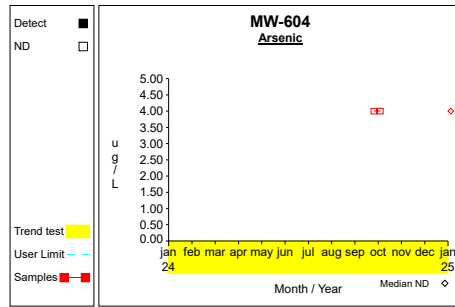 Detect
ND
Trend test
User Limit
Samples
MW-604
Arsenic
ug/L
5.00
4.50
4.00
3.50
3.00
2.50
2.00
1.50
1.00
0.50
0.00
jan feb mar apr may jun jul aug sep oct nov dec jan
24 25
Month / Year
Median ND